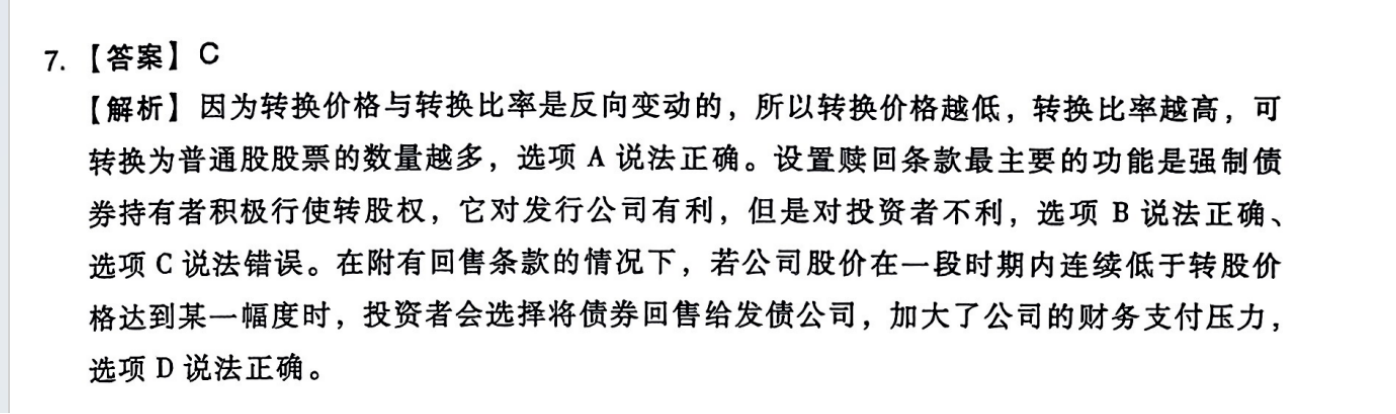 7. 【答案】C
【解析】因为转换价格与转换比率是反向变动的，所以转换价格越低，转换比率越高，可
转换为普通股股票的数量越多，选项 A 说法正确。设置赎回条款最主要的功能是强制债
券持有者积极行使转股权，它对发行公司有利，但是对投资者不利，选项 B 说法正确、
选项 C 说法错误。在附有回售条款的情况下，若公司股价在一段时期内连续低于转股价
格达到某一幅度时，投资者会选择将债券回售给发债公司，加大了公司的财务支付压力，
选项 D 说法正确。